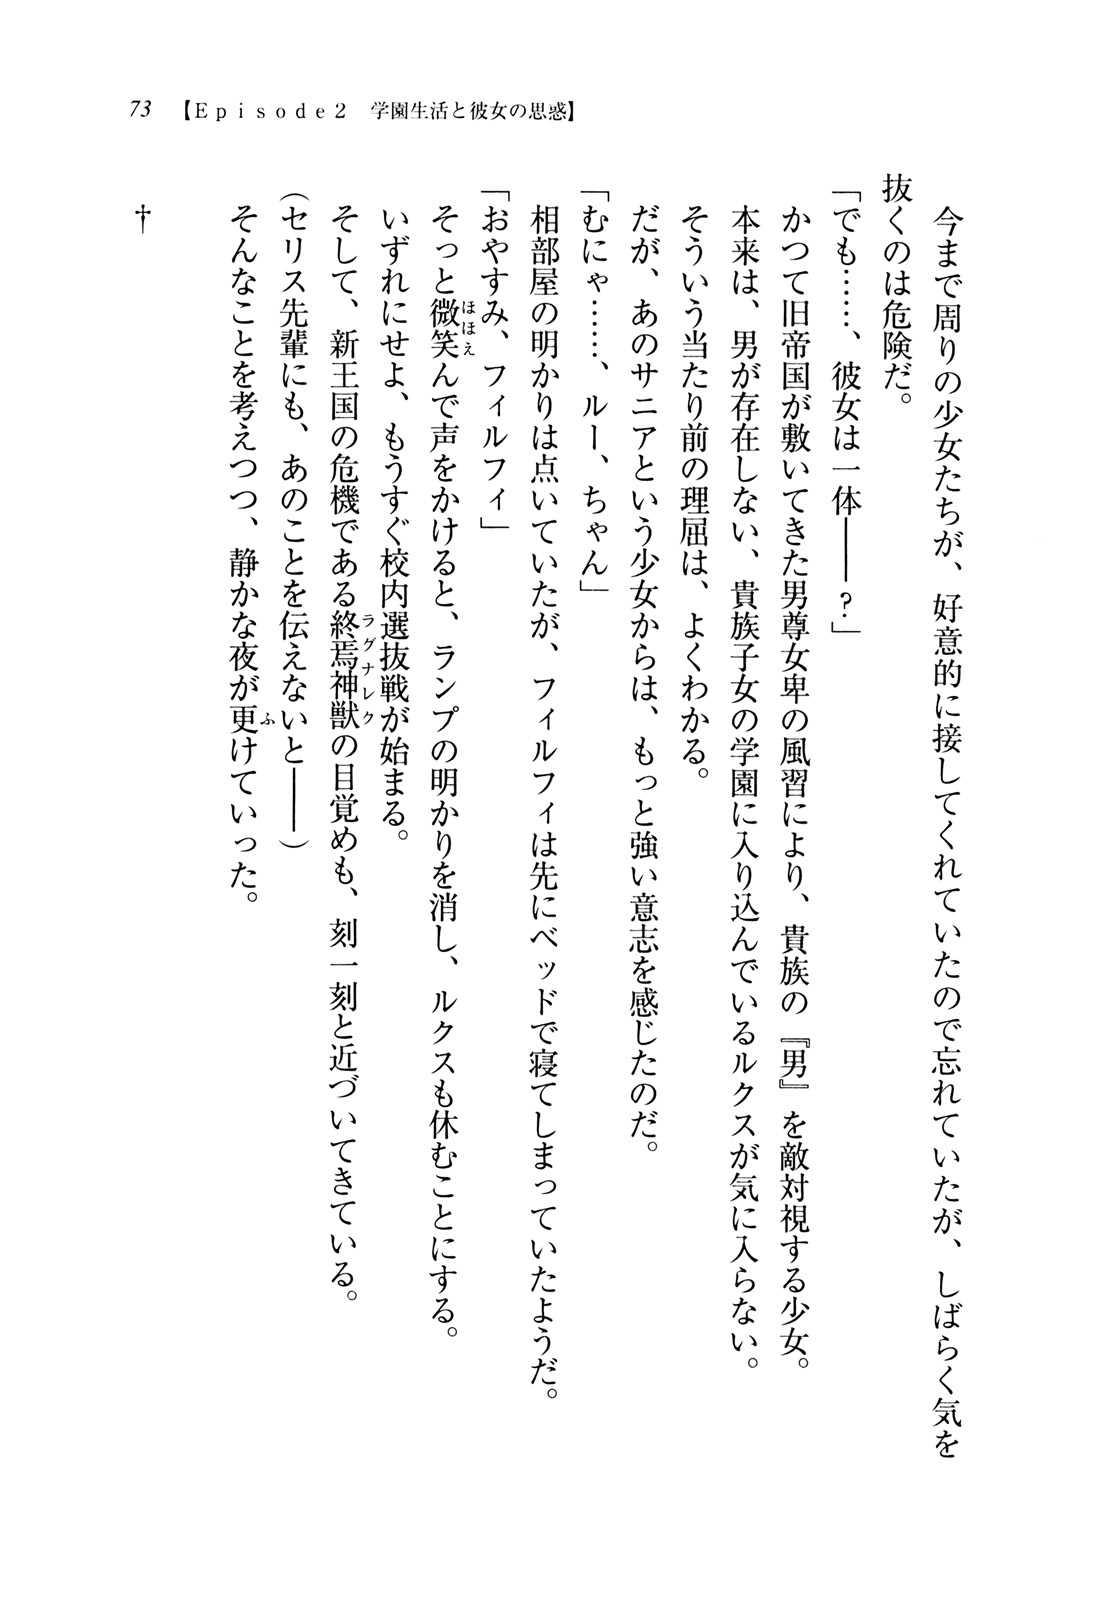 73 【Ｅｐｉｓｏｄｅ２　学園生活と彼女の思惑】
　今まで周りの少女たちが、好意的に接してくれていたので忘れていたが、しばらく気を
抜くのは危険だ。
「でも……、彼女は一体――？」
　かつて旧帝国が敷いてきた男尊女卑の風習により、貴族の『男』を敵対視する少女。
　本来は、男が存在しない、貴族子女の学園に入り込んでいるルクスが気に入らない。
　そういう当たり前の理屈は、よくわかる。
　だが、あのサニアという少女からは、もっと強い意志を感じたのだ。
「むにゃ……、ルー、ちゃん」
　相部屋の明かりは点いていたが、フィルフィは先にベッドで寝てしまっていたようだ。
「おやすみ、フィルフィ」
　そっと微笑んで声をかけると、ランプの明かりを消し、ルクスも休むことにする。
ほほえ
　いずれにせよ、もうすぐ校内選抜戦が始まる。
　そして、新王国の危機である終焉神獣の目覚めも、刻一刻と近づいてきている。
ラグナレク
（セリス先輩にも、あのことを伝えないと――）
　そんなことを考えつつ、静かな夜が更けていった。
ふ
†